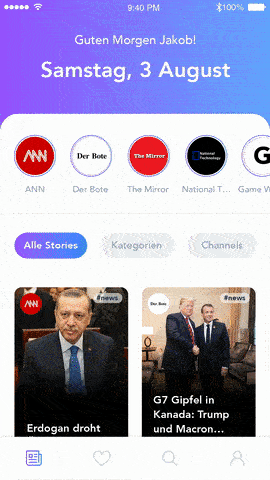 9:40 PM
100%
Guten Morgen Jakob!
Samstag, 3 August
ANN
Der Bote
The Mirror
National Technology
G
ANN
Der Bote
The Mirror
National T...
Game W
Alle Stories
Kategorien
Channels
ANN
#news
Der Bote
#news
Erdogan droht
G7 Gipfel in
Kanada: Trump
und Macron...